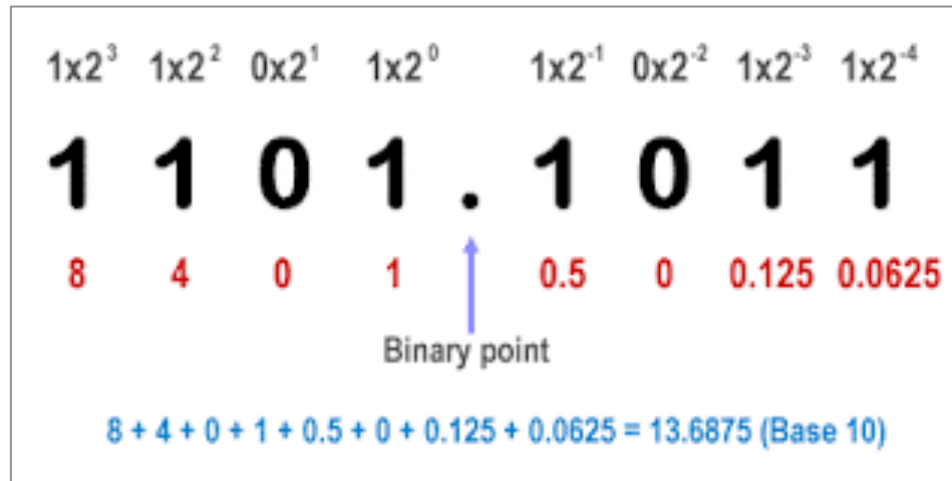 1x2³ 1x2² 0x2¹ 1x2⁰ 1x2⁻¹ 0x2⁻² 1x2⁻³ 1x2⁻⁴
1 1 0 1 . 1 0 1 1
8 4 0 1 0.5 0 0.125 0.0625
Binary point
8 + 4 + 0 + 1 + 0.5 + 0 + 0.125 + 0.0625 = 13.6875 (Base 10)